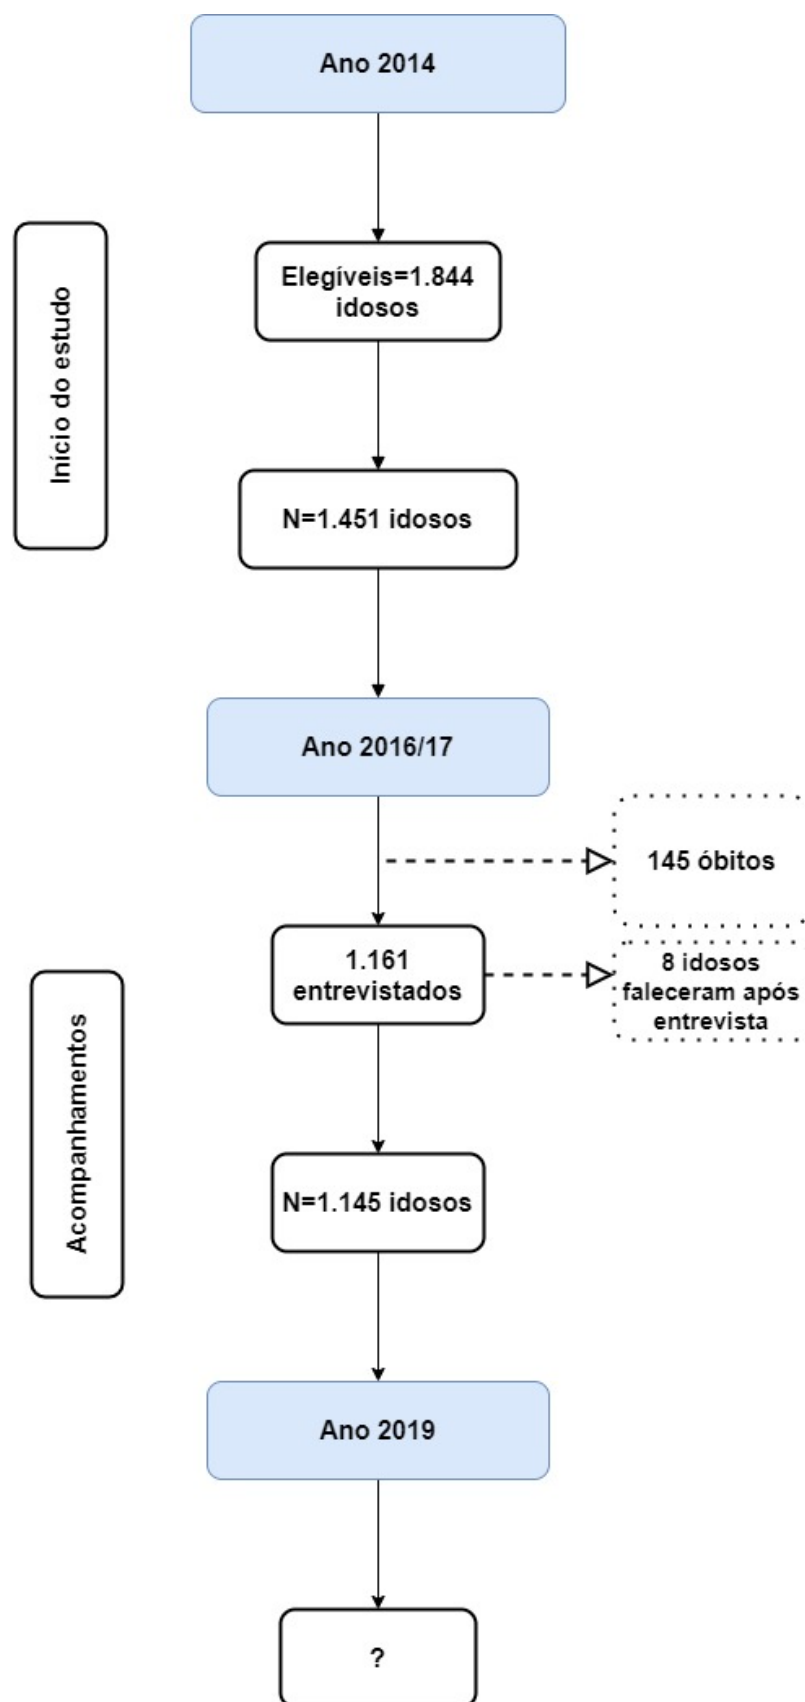 Ano 2014
Início do estudo
Elegíveis=1.844
idosos
N=1.451 idosos
Ano 2016/17
145 óbitos
Acompanhamentos
1.161
entrevistados
8 idosos
faleceram após
entrevista
N=1.145 idosos
Ano 2019
?